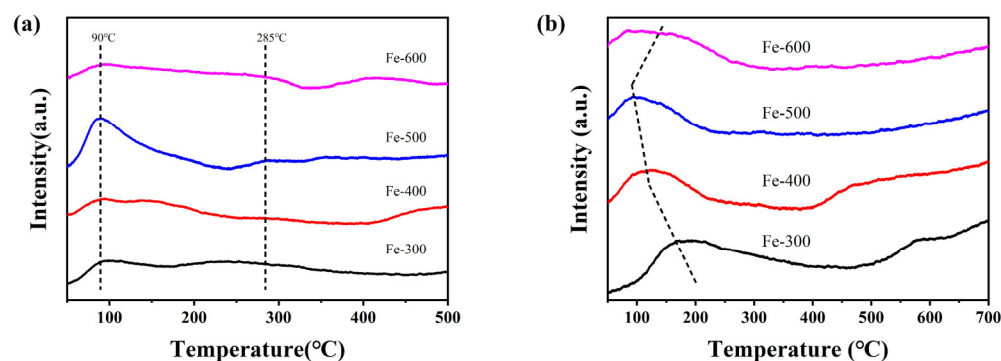 (a)
90℃
285℃
Fe-600
Fe-500
Fe-400
Fe-300
Intensity(a.u.)
100
200
300
400
500
Temperature(℃)
(b)
Fe-600
Fe-500
Fe-400
Fe-300
Intensity (a.u.)
100
200
300
400
500
600
700
Temperature (℃)